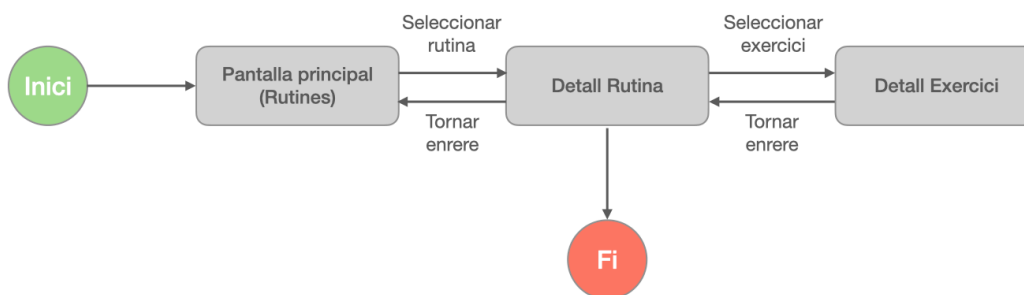 Inici
Pantalla principal
(Rutines)
Seleccionar
rutina
Tornar
enrere
Detall Rutina
Seleccionar
exercici
Tornar
enrere
Detall Exercici
Fi